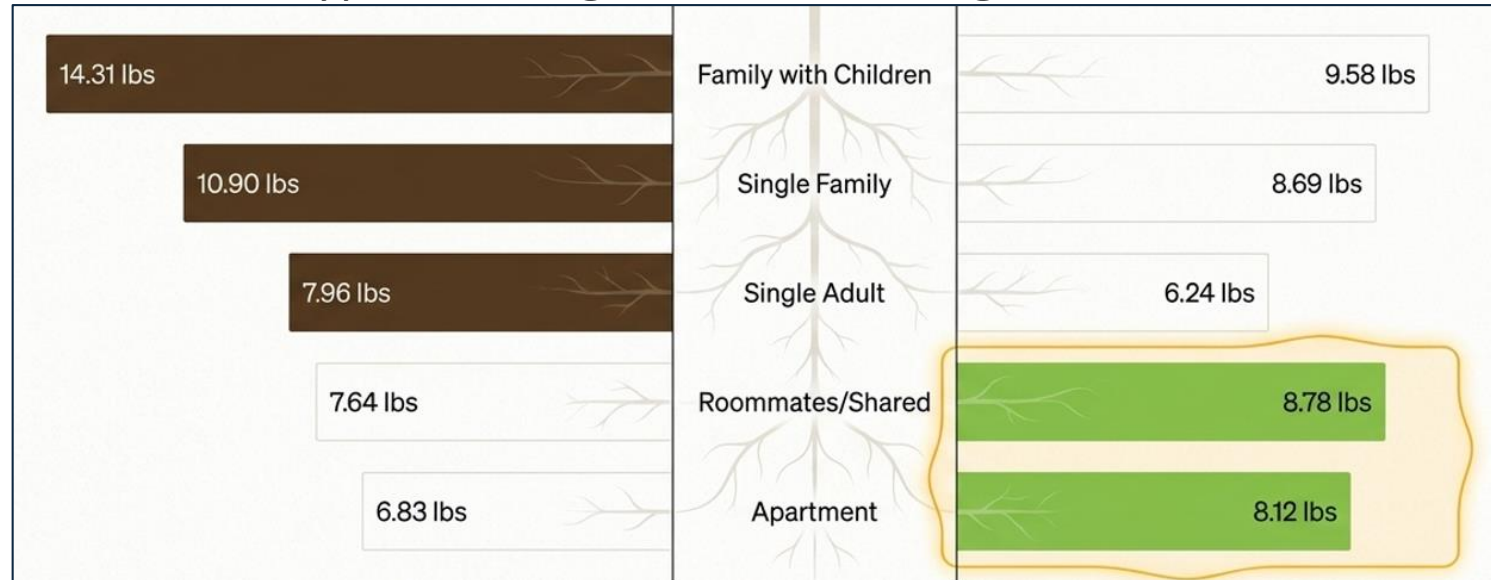 14.31 lbs Family with Children 9.58 lbs
10.90 lbs Single Family 8.69 lbs
7.96 lbs Single Adult 6.24 lbs
7.64 lbs Roommates/Shared 8.78 lbs
6.83 lbs Apartment 8.12 lbs